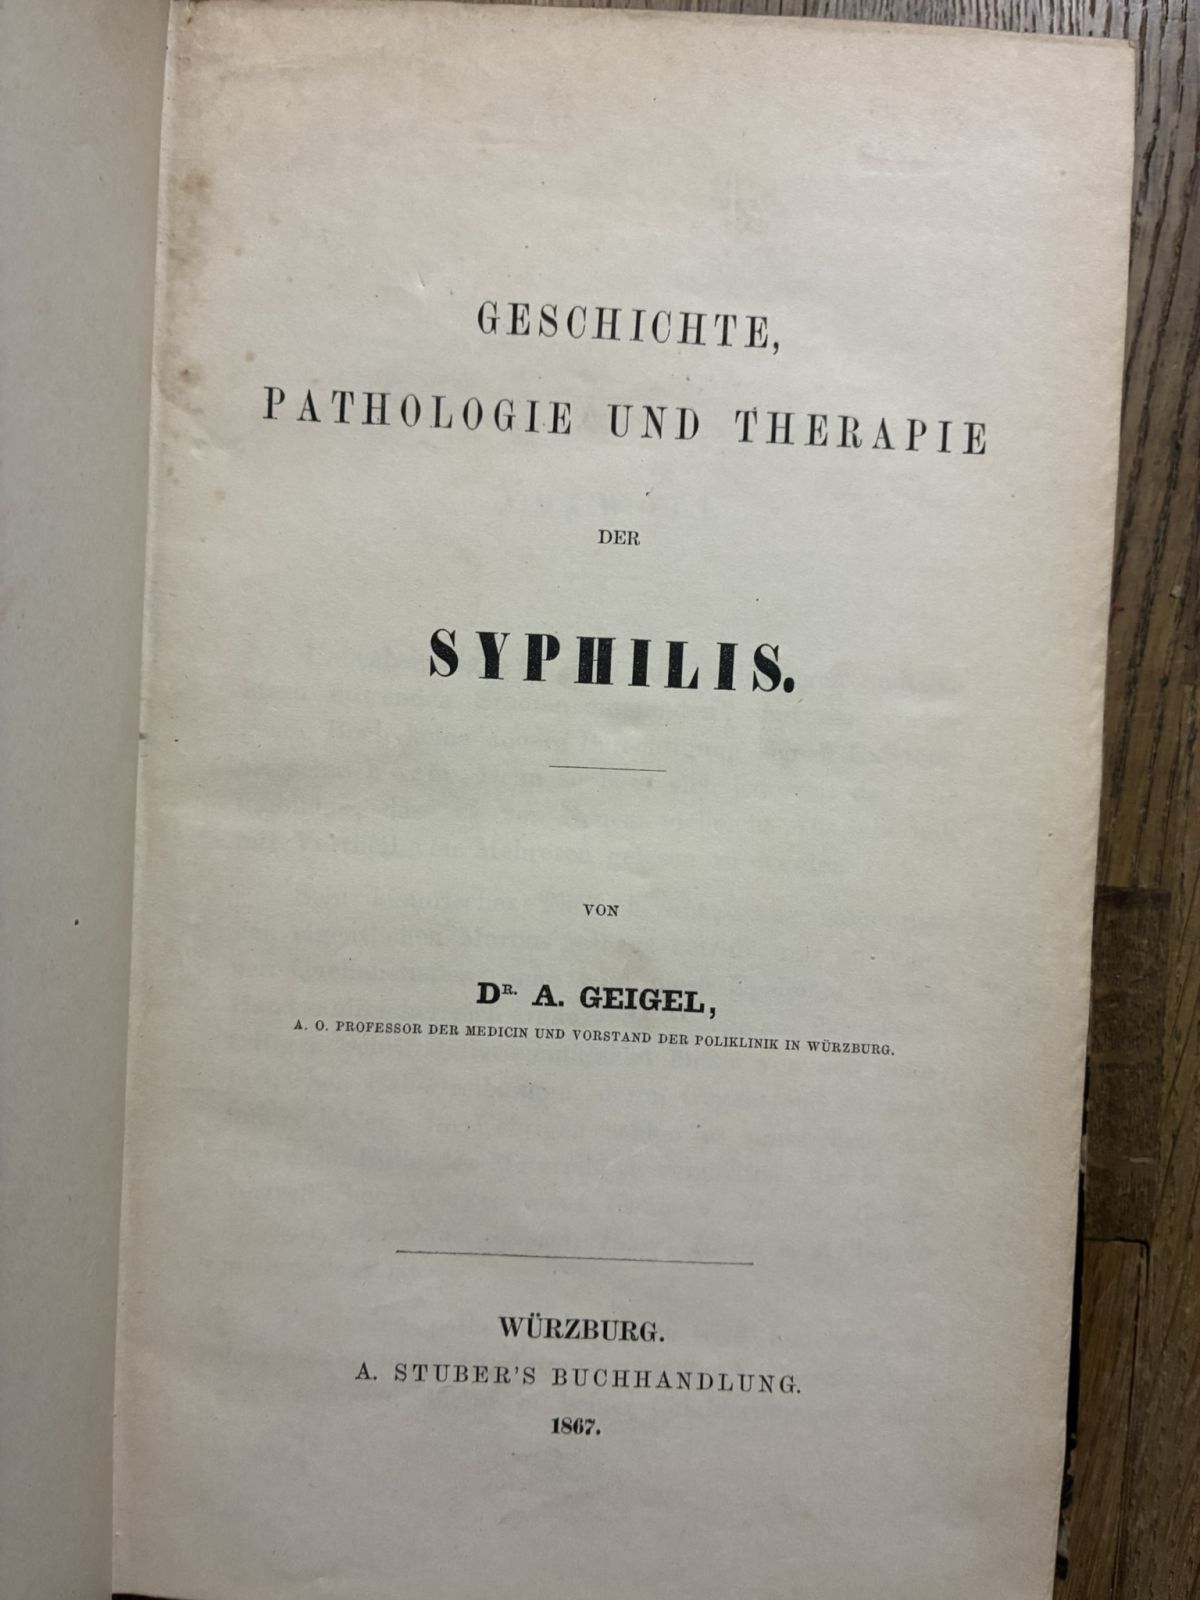 GESCHICHTE,
PATHOLOGIE UND THERAPIE
DER
SYPHILIS.
VON
DR. A. GEIGEL,
A. O. PROFESSOR DER MEDICIN UND VORSTAND DER POLIKLINIK IN WÜRZBURG.
WÜRZBURG.
A. STUBER'S BUCHHANDLUNG.
1867.